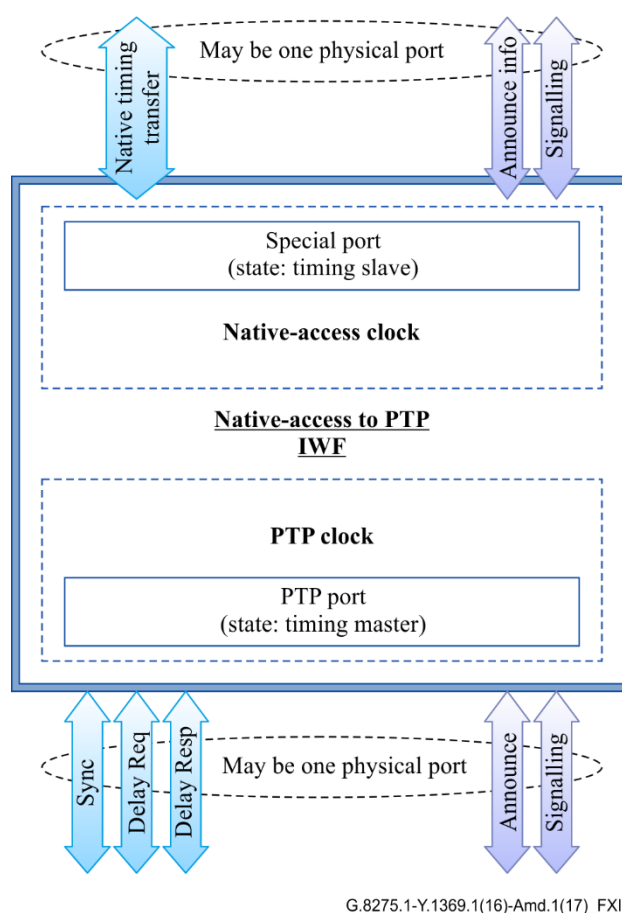 May be one physical port
Native timing
transfer
Announce info
Signalling
Special port
(state: timing slave)
Native-access clock
Native-access to PTP
IWF
PTP clock
PTP port
(state: timing master)
Sync
Delay Req
Delay Resp
May be one physical port
Announce
Signalling
G.8275.1-Y.1369.1(16)-Amd.1(17) FXI